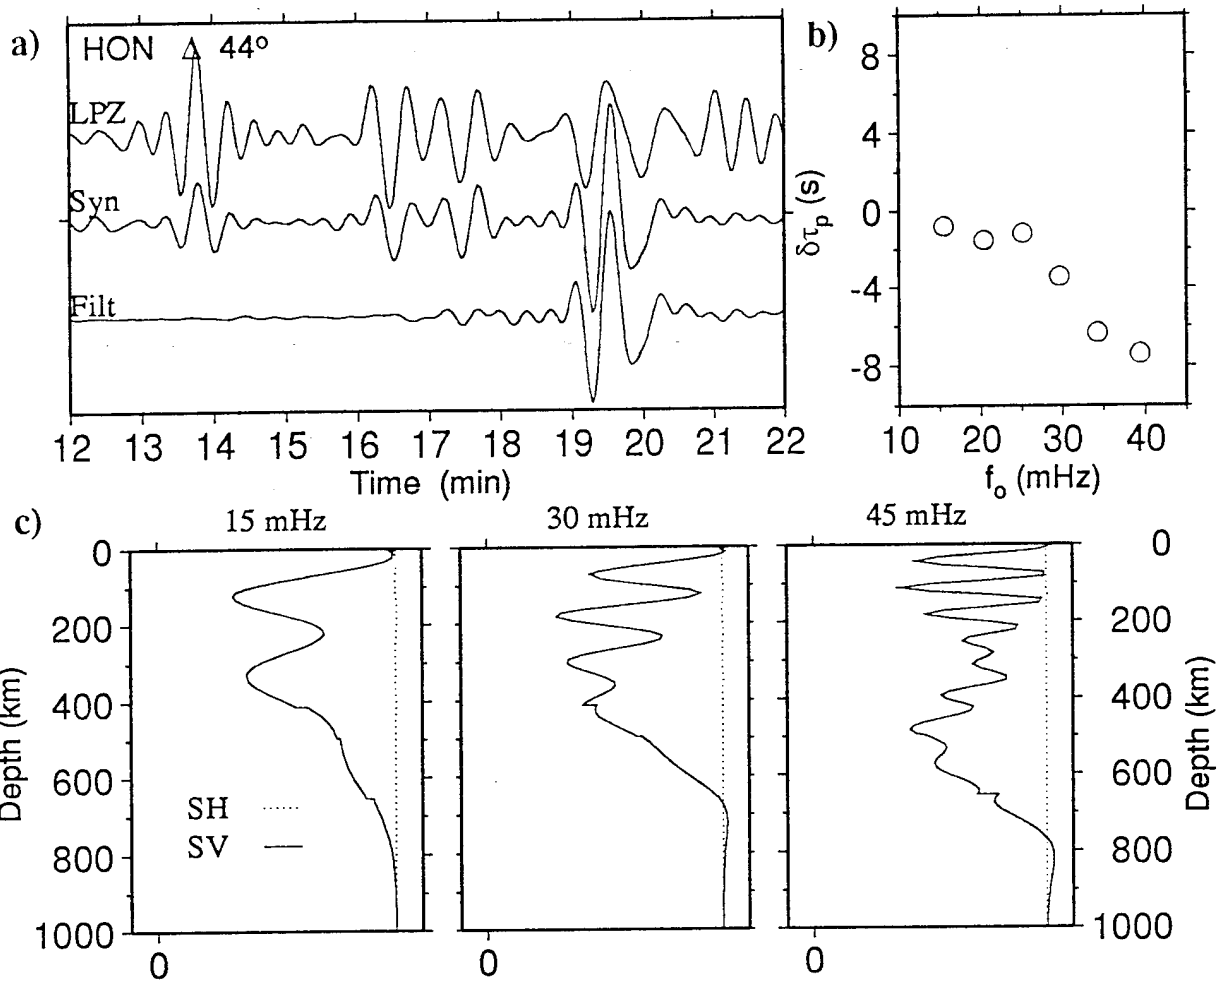 a)
HON △ 44º
LPZ
Syn
Filt
12 13 14 15 16 17 18 19 20 21 22
Time (min)
b)
8
4
0
-4
-8
δτp (s)
10 20 30 40
fo (mHz)
c)
15 mHz 30 mHz 45 mHz
0
200
400
600
800
1000
Depth (km)
SH
SV
0
200
400
600
800
1000
Depth (km)
0 0 0